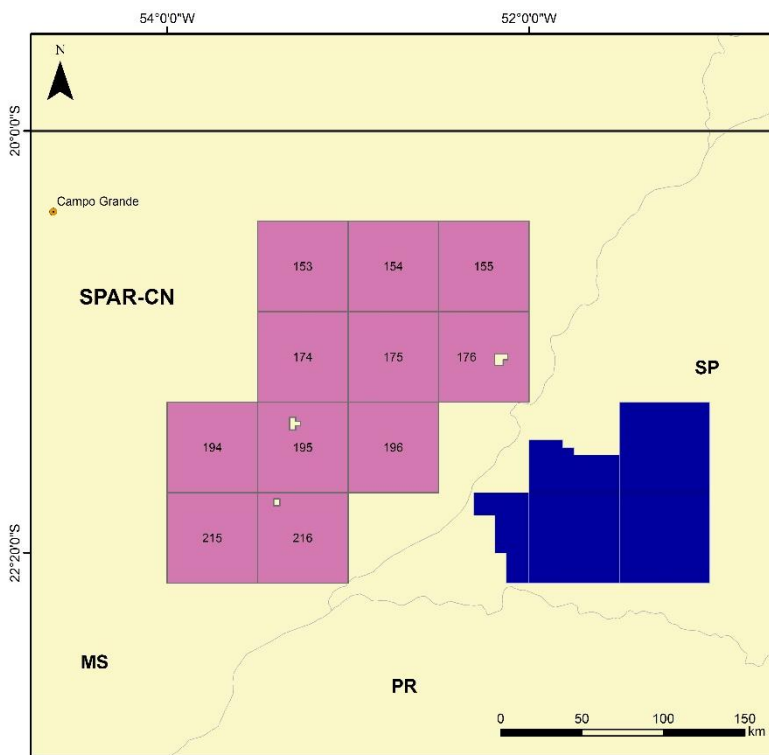 54°0'0"W
52°0'0"W
N
20°0'0"S
Campo Grande
153
154
155
SPAR-CN
174
175
176
SP
194
195
196
215
216
22°20'0"S
MS
PR
0
50
100
150
km